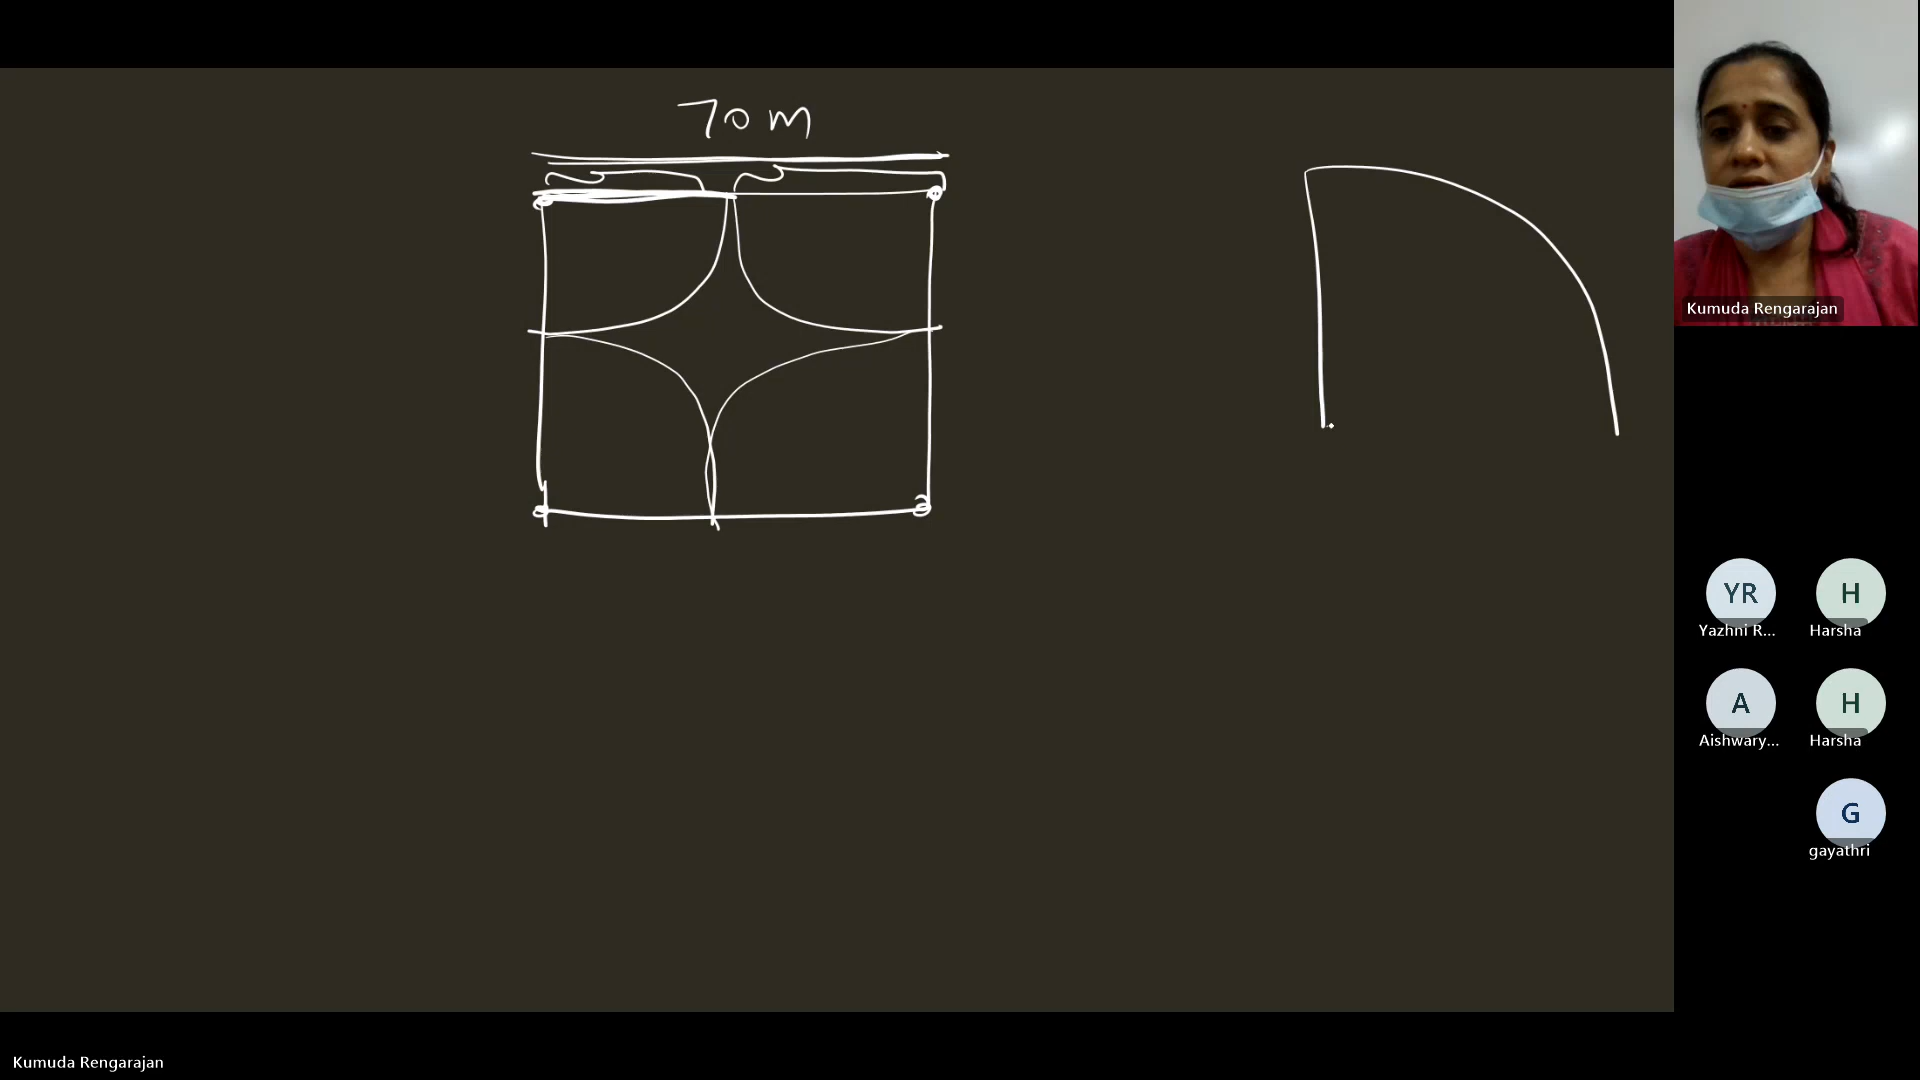 70 m
Kumuda Rengarajan
YR
H
Yazhni R...
Harsha
A
H
Aishwary...
Harsha
G
gayathri
Kumuda Rengarajan